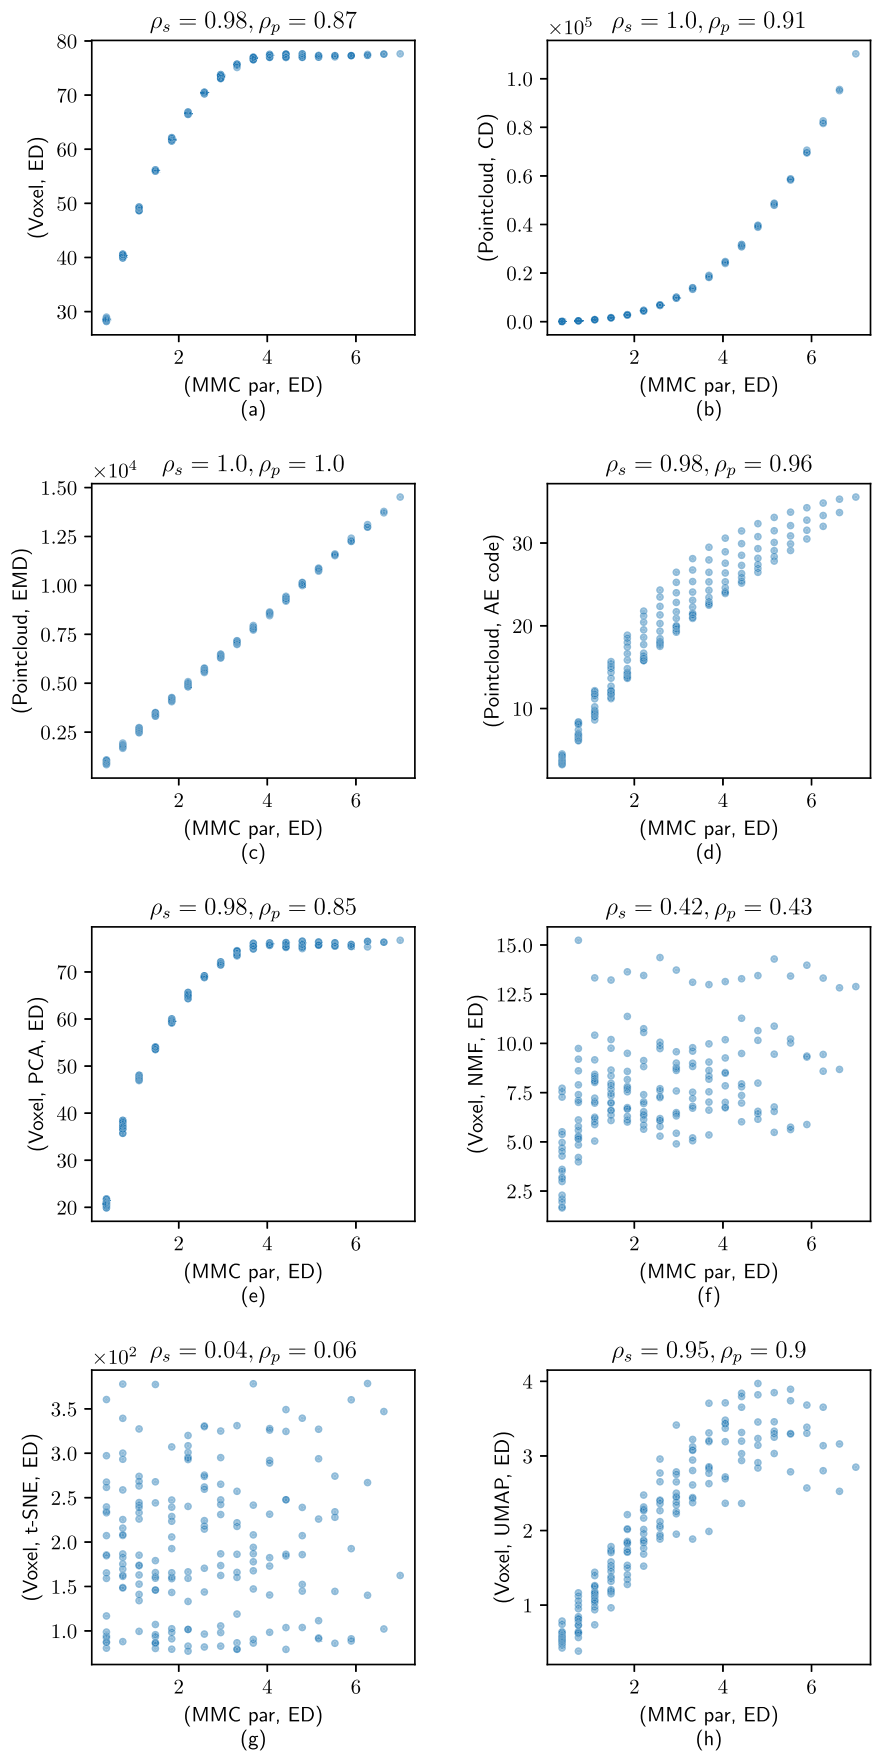 ρₛ = 0.98, ρₚ = 0.87
80
70
60
50
40
30
(Voxel, ED)
2 4 6
(MMC par, ED)
(a)
×10⁵ ρₛ = 1.0, ρₚ = 0.91
1.0
0.8
0.6
0.4
0.2
0.0
(Pointcloud, CD)
2 4 6
(MMC par, ED)
(b)
×10⁴ ρₛ = 1.0, ρₚ = 1.0
1.50
1.25
1.00
0.75
0.50
0.25
(Pointcloud, EMD)
2 4 6
(MMC par, ED)
(c)
ρₛ = 0.98, ρₚ = 0.96
30
20
10
(Pointcloud, AE code)
2 4 6
(MMC par, ED)
(d)
ρₛ = 0.98, ρₚ = 0.85
70
60
50
40
30
20
(Voxel, PCA, ED)
2 4 6
(MMC par, ED)
(e)
ρₛ = 0.42, ρₚ = 0.43
15.0
12.5
10.0
7.5
5.0
2.5
(Voxel, NMF, ED)
2 4 6
(MMC par, ED)
(f)
×10² ρₛ = 0.04, ρₚ = 0.06
3.5
3.0
2.5
2.0
1.5
1.0
(Voxel, t-SNE, ED)
2 4 6
(MMC par, ED)
(g)
ρₛ = 0.95, ρₚ = 0.9
4
3
2
1
(Voxel, UMAP, ED)
2 4 6
(MMC par, ED)
(h)